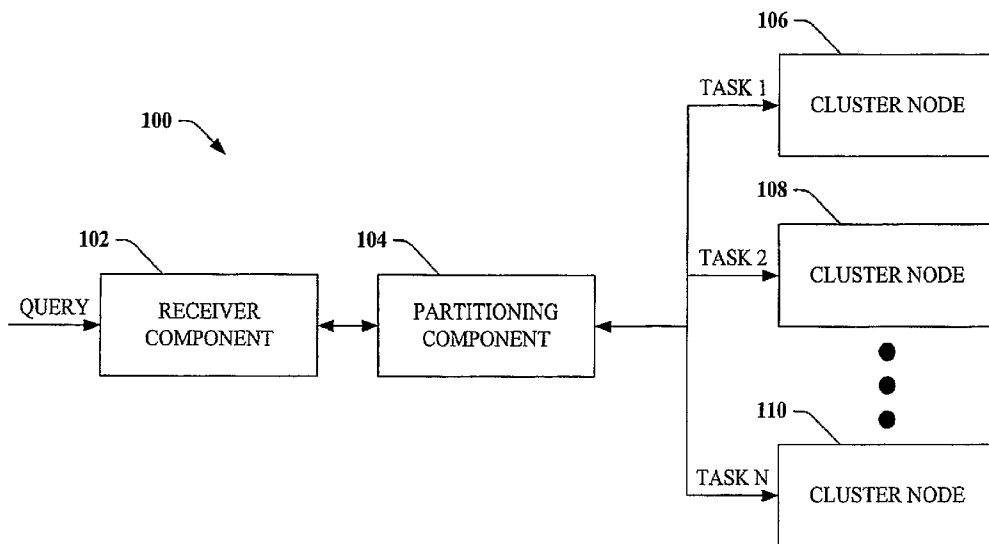 106
TASK 1
CLUSTER NODE
100
108
102
104
TASK 2
CLUSTER NODE
QUERY
RECEIVER
COMPONENT
PARTITIONING
COMPONENT
110
TASK N
CLUSTER NODE